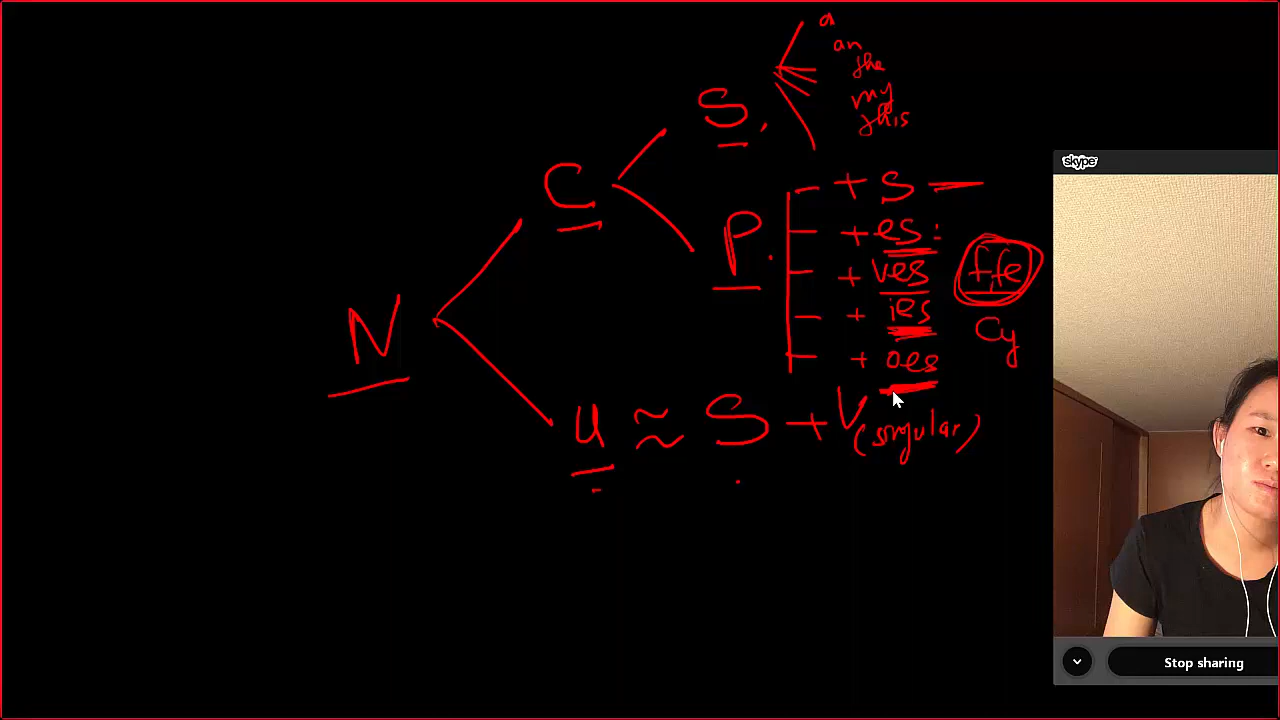 a
an
the
my
this
S,
skype
C
+ S —
P.
+ es:
+ ves f,fe
+ ies
Cy
N
+ oes
u ≈ S + V (singular)
Stop sharing